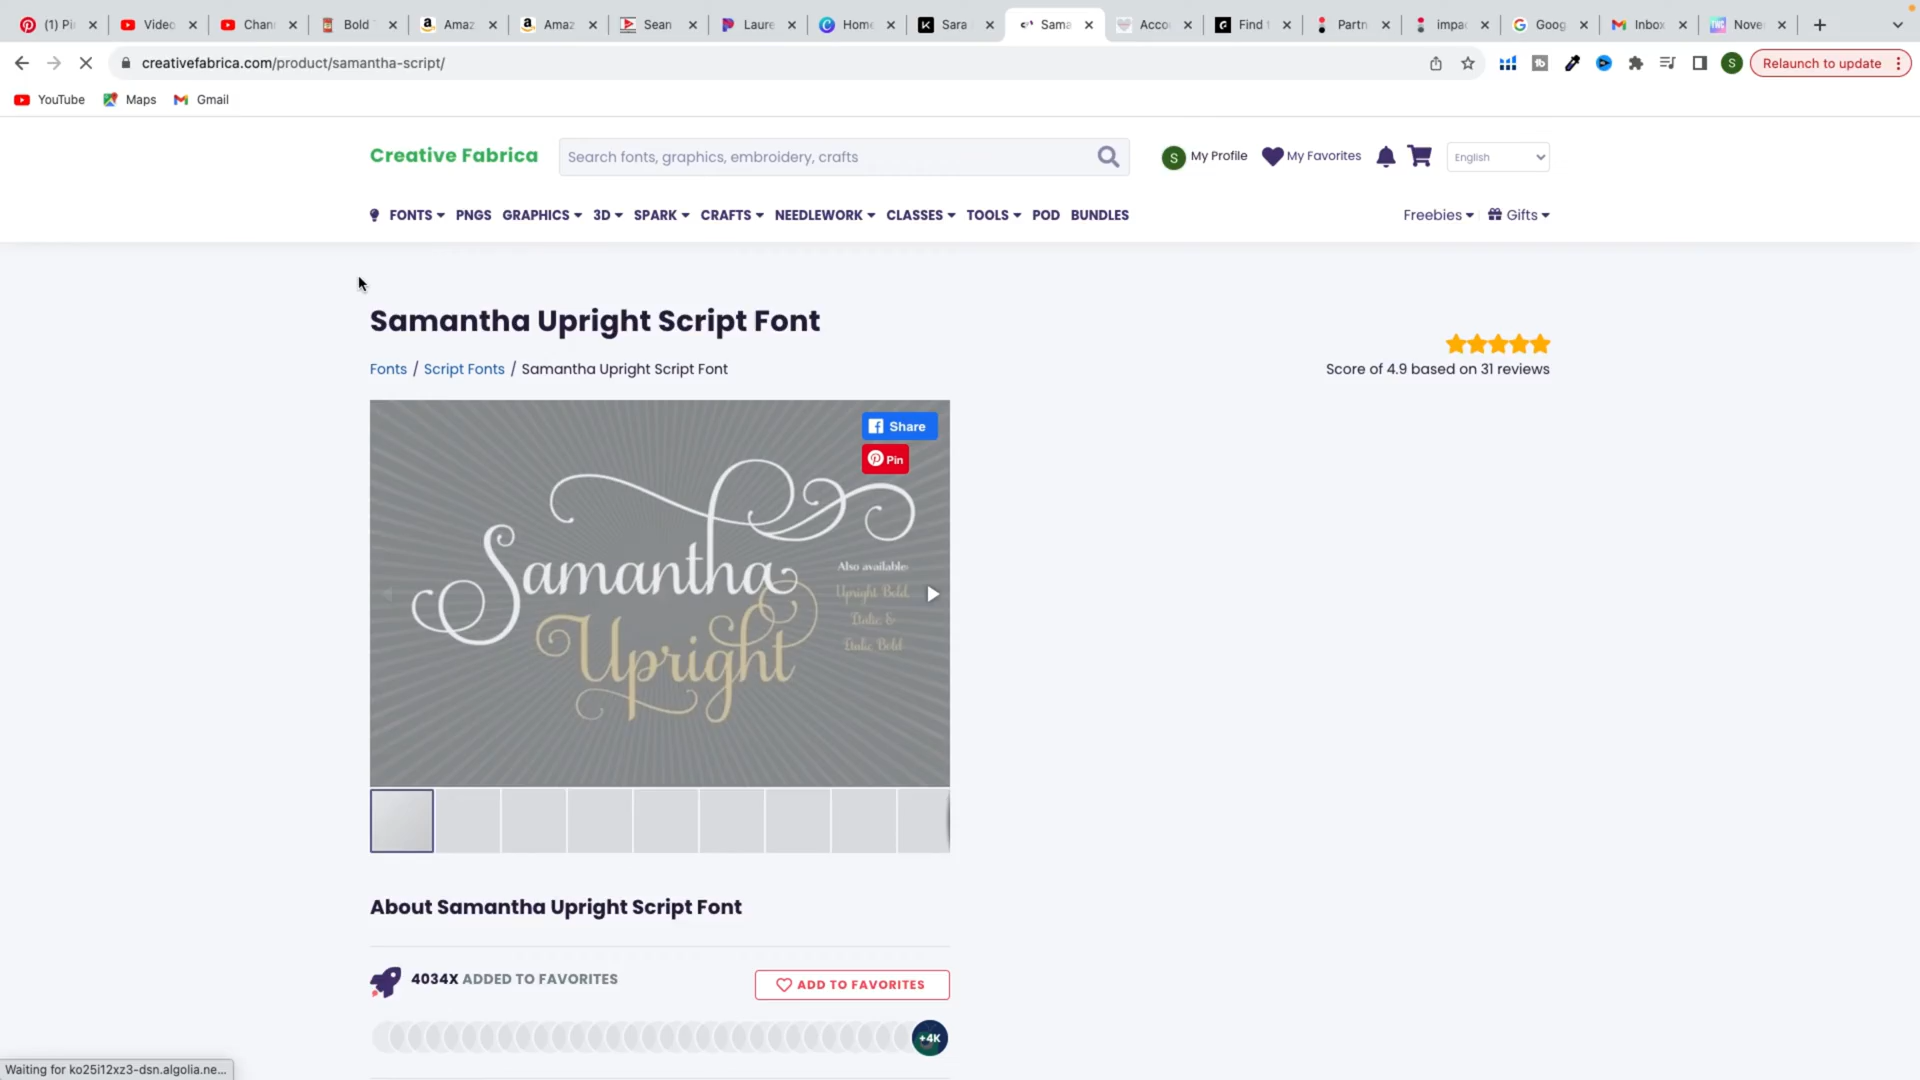 (1) Pi
Video
Chan
Bold
Amaz
Amaz
Sean
Laure
Home
Sara
Sama
Acco
Find
Partn
impac
Goog
Inbox
Nove
creativefabrica.com/product/samantha-script/
S
Relaunch to update
YouTube
Maps
Gmail
Creative Fabrica
Search fonts, graphics, embroidery, crafts
S
My Profile
My Favorites
English
FONTS
PNGS
GRAPHICS
3D
SPARK
CRAFTS
NEEDLEWORK
CLASSES
TOOLS
POD
BUNDLES
Freebies
Gifts
Samantha Upright Script Font
Fonts / Script Fonts / Samantha Upright Script Font
Score of 4.9 based on 31 reviews
Share
Pin
Samantha
Upright
Also available:
Upright Bold,
Italic &
Italic Bold
About Samantha Upright Script Font
4034X ADDED TO FAVORITES
ADD TO FAVORITES
+4K
Waiting for ko25i12xz3-dsn.algolia.ne...